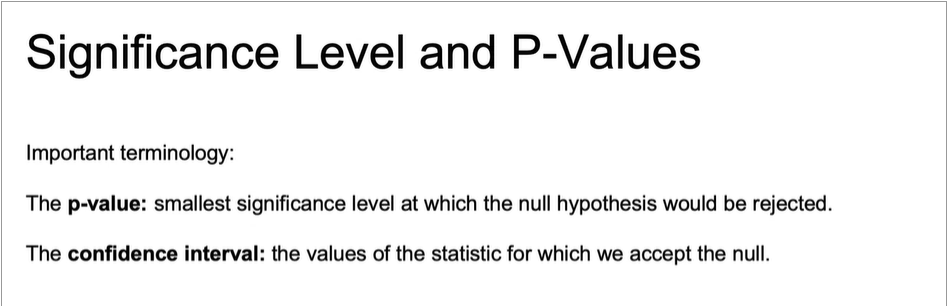 Significance Level and P-Values
Important terminology:
The p-value: smallest significance level at which the null hypothesis would be rejected.
The confidence interval: the values of the statistic for which we accept the null.